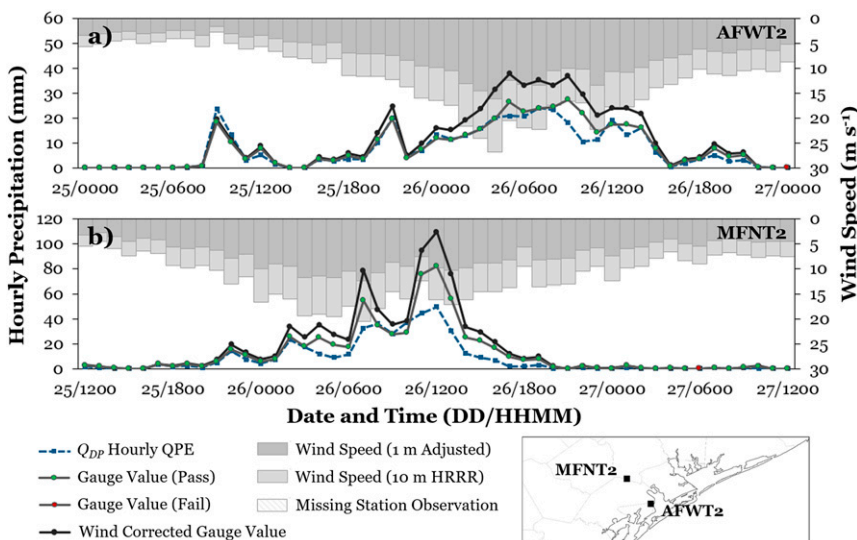 60
50
40
30
20
10
0
a)
AFWT2
0
5
10
15
20
25
30
25/0000 25/0600 25/1200 25/1800 26/0000 26/0600 26/1200 26/1800 27/0000
Hourly Precipitation (mm)
Wind Speed (m s⁻¹)
120
100
80
60
40
20
0
b)
MFNT2
0
5
10
15
20
25
30
25/1200 25/1800 26/0000 26/0600 26/1200 26/1800 27/0000 27/0600 27/1200
Date and Time (DD/HHMM)
QDP Hourly QPE
Gauge Value (Pass)
Gauge Value (Fail)
Wind Corrected Gauge Value
Wind Speed (1 m Adjusted)
Wind Speed (10 m HRRR)
Missing Station Observation
MFNT2
AFWT2